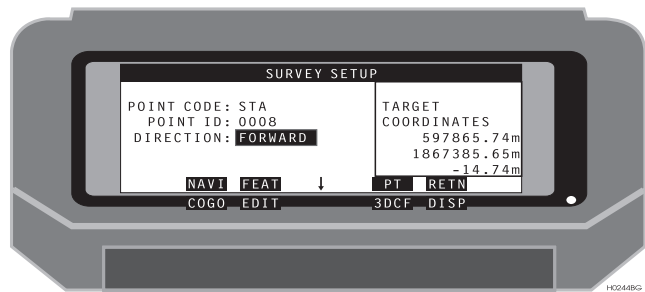 SURVEY SETUP
POINT CODE: STA
POINT ID: 0008
DIRECTION: FORWARD
TARGET
COORDINATES
597865.74m
1867385.65m
-14.74m
NAVI FEAT ↓ PT RETN
COGO EDIT 3DCF DISP
H0244BG